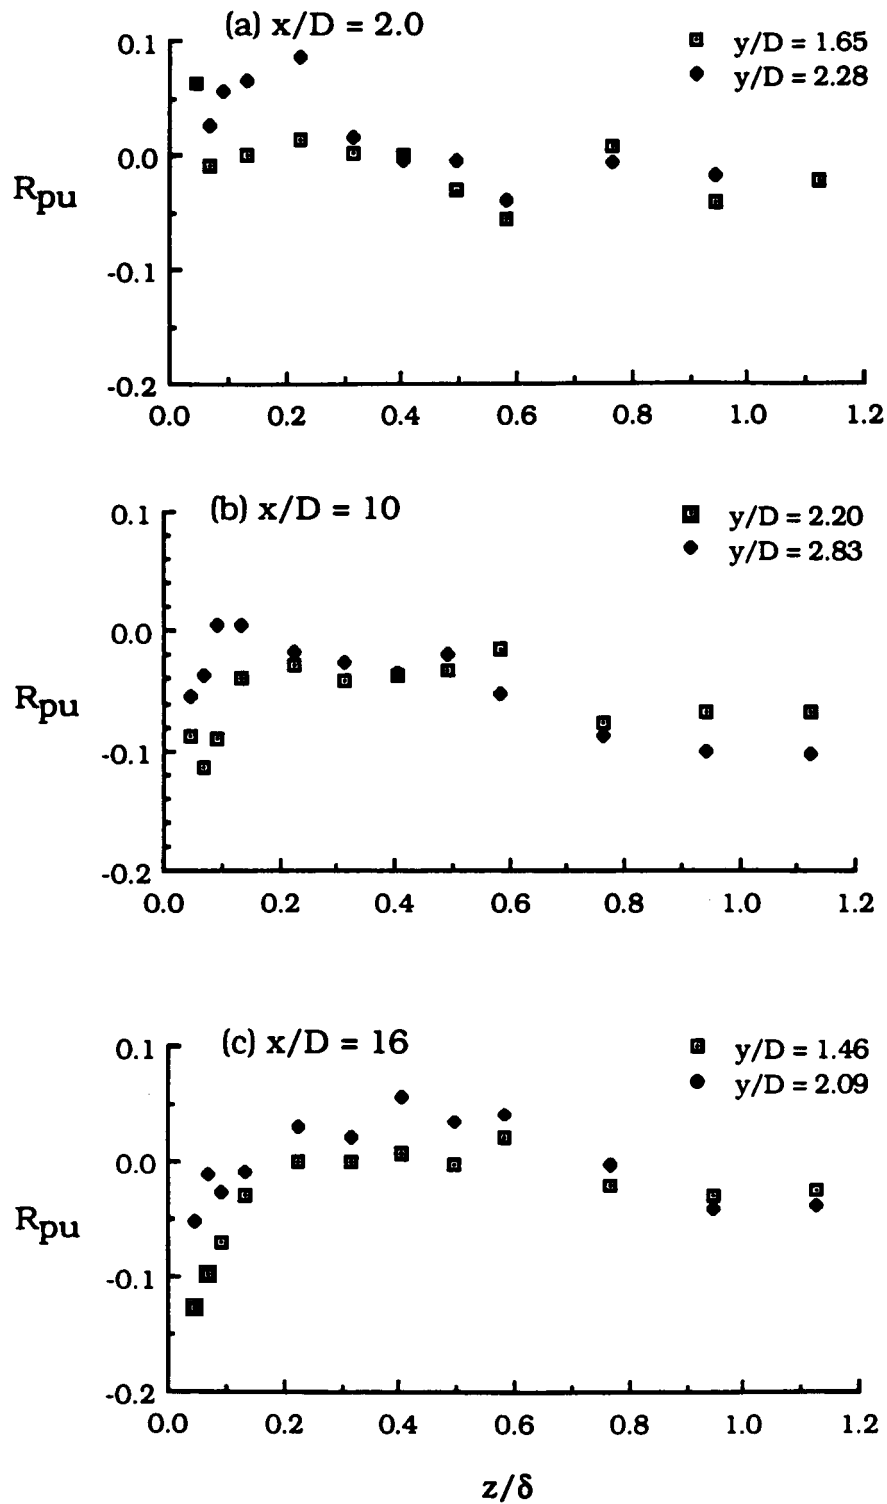 (a) x/D = 2.0
y/D = 1.65
y/D = 2.28
0.1
0.0
-0.1
-0.2
Rpu
0.0 0.2 0.4 0.6 0.8 1.0 1.2
(b) x/D = 10
y/D = 2.20
y/D = 2.83
0.1
0.0
-0.1
-0.2
Rpu
0.0 0.2 0.4 0.6 0.8 1.0 1.2
(c) x/D = 16
y/D = 1.46
y/D = 2.09
0.1
0.0
-0.1
-0.2
Rpu
0.0 0.2 0.4 0.6 0.8 1.0 1.2
z/δ